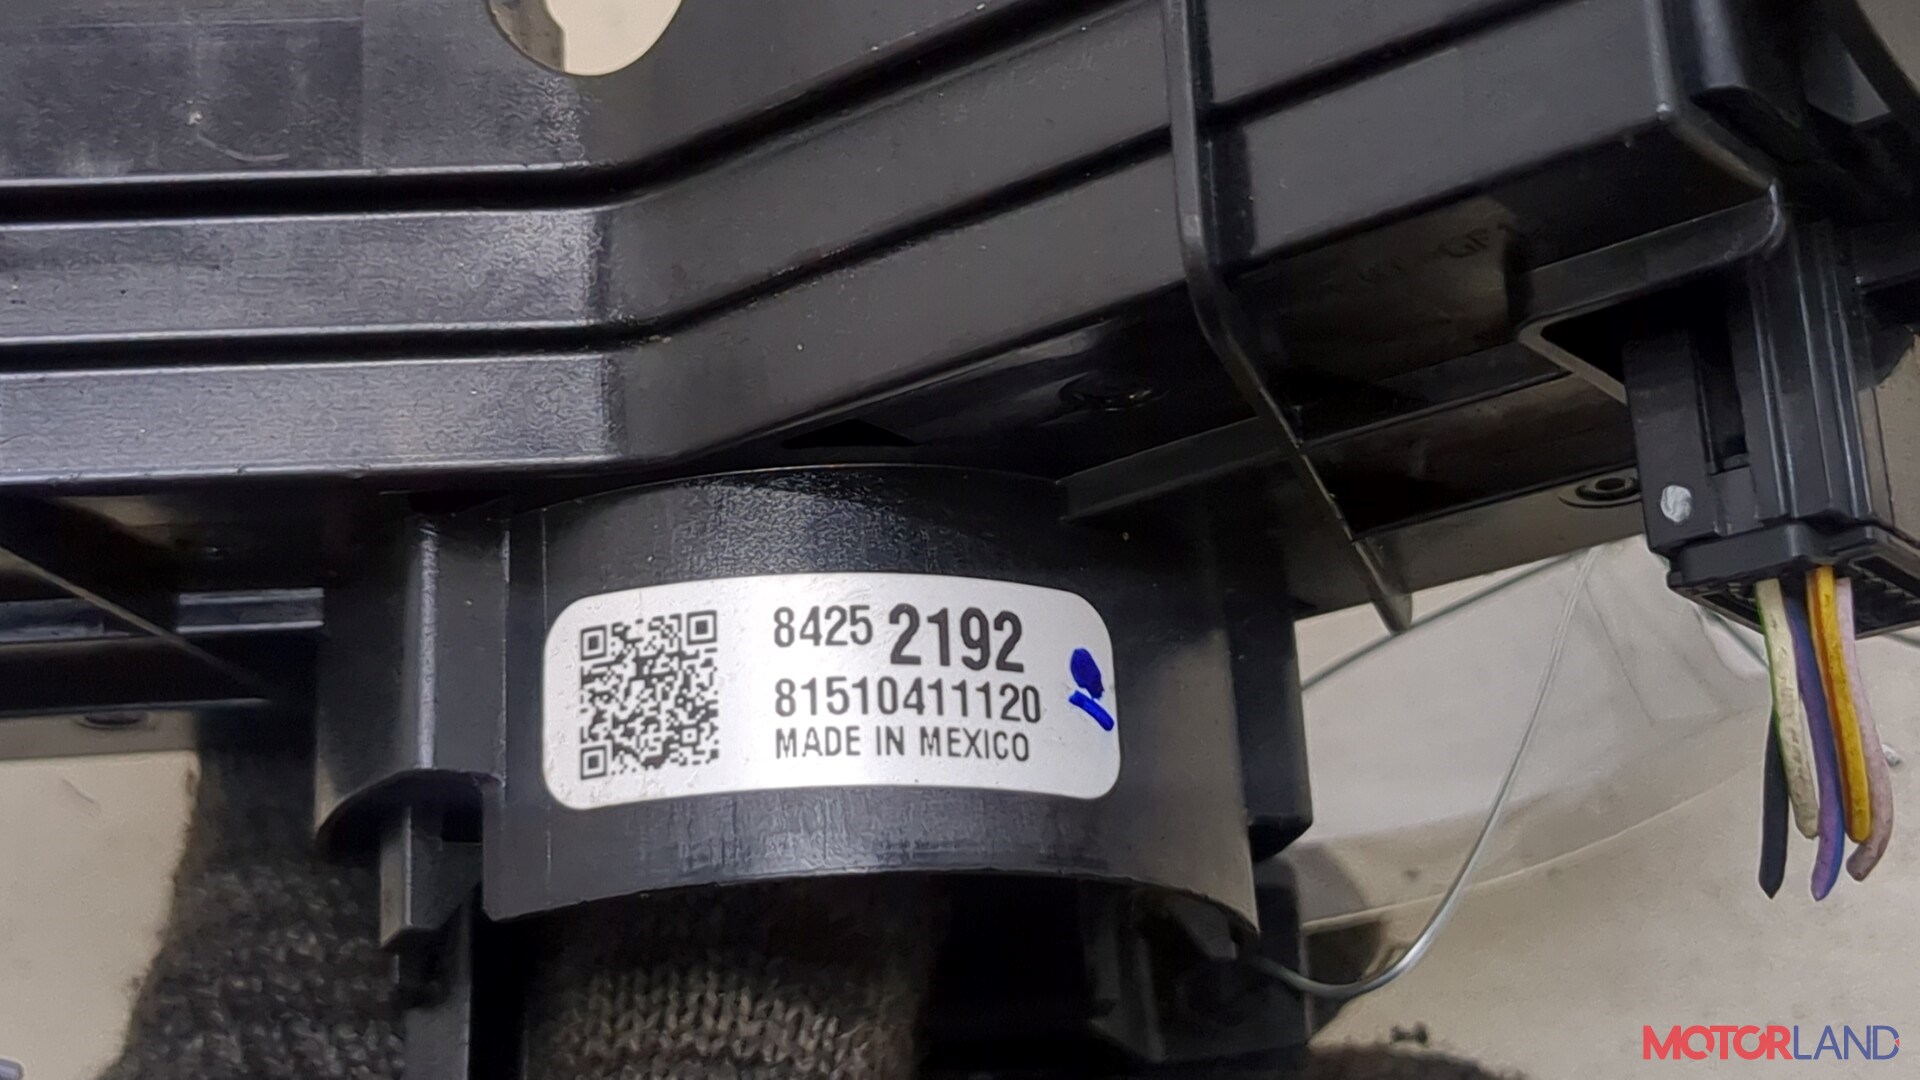 8425 2192
81510411120
MADE IN MEXICO
MOTORLAND